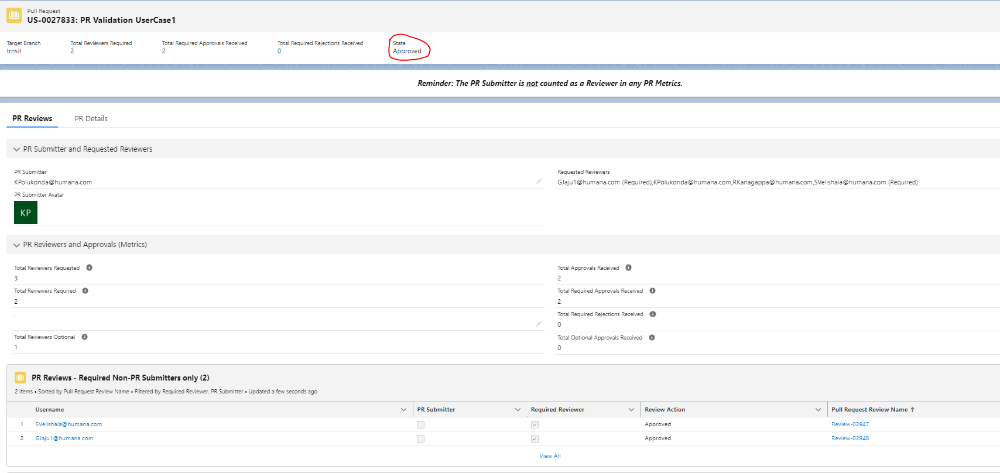 Pull Request
US-0027833: PR Validation UserCase1
Target Branch Total Reviewers Required Total Required Approvals Received Total Required Rejections Received State
trnsit 2 2 0 Approved
Reminder: The PR Submitter is not counted as a Reviewer in any PR Metrics.
PR Reviews PR Details
PR Submitter and Requested Reviewers
PR Submitter Requested Reviewers
KPolukonda@humana.com GJaju1@humana.com (Required),KPolukonda@humana.com,RKanagappa@humana.com,SVelishala@humana.com (Required)
PR Submitter Avatar
KP
PR Reviewers and Approvals (Metrics)
Total Reviewers Requested Total Approvals Received
3 2
Total Reviewers Required Total Required Approvals Received
2 2
. Total Required Rejections Received
0
Total Reviewers Optional Total Optional Approvals Received
1 0
PR Reviews - Required Non-PR Submitters only (2)
2 items • Sorted by Pull Request Review Name • Filtered by Required Reviewer, PR Submitter • Updated a few seconds ago
Username PR Submitter Required Reviewer Review Action Pull Request Review Name ↑
1 SVelishala@humana.com Approved Review-02947
2 GJaju1@humana.com Approved Review-02948
View All